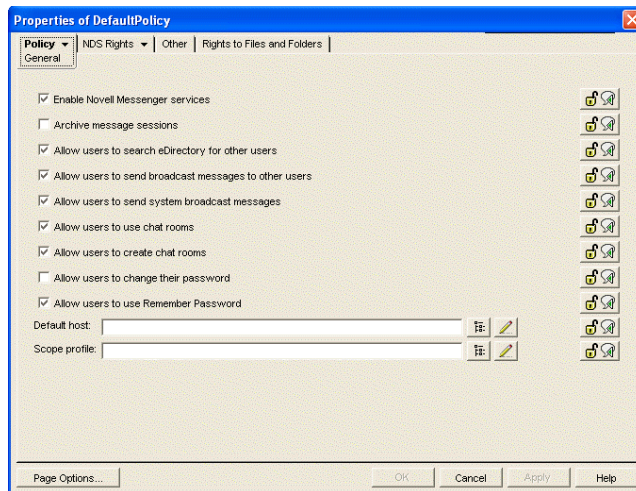 Properties of DefaultPolicy
Policy NDS Rights Other Rights to Files and Folders
General
Enable Novell Messenger services
Archive message sessions
Allow users to search eDirectory for other users
Allow users to send broadcast messages to other users
Allow users to send system broadcast messages
Allow users to use chat rooms
Allow users to create chat rooms
Allow users to change their password
Allow users to use Remember Password
Default host:
Scope profile:
Page Options... OK Cancel Apply Help